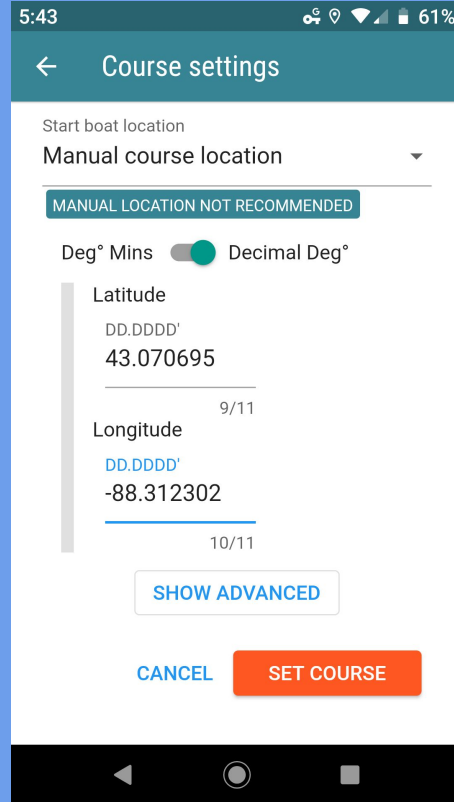 5:43
G
61%
Course settings
Start boat location
Manual course location
MANUAL LOCATION NOT RECOMMENDED
Deg° Mins Decimal Deg°
Latitude
DD.DDDD'
43.070695
9/11
Longitude
DD.DDDD'
-88.312302
10/11
SHOW ADVANCED
CANCEL SET COURSE